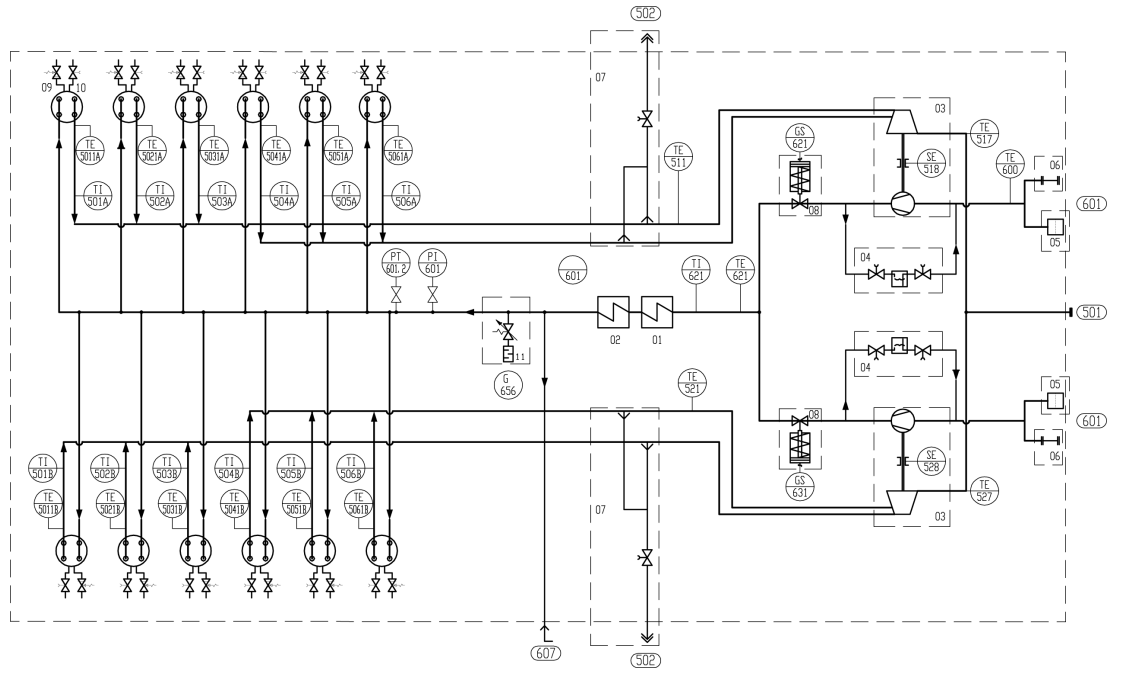 502
09
10
07
03
GS
621
TE
517
TE
5011A
TE
5021A
TE
5031A
TE
5041A
TE
5051A
TE
5061A
TE
511
SE
518
TE
600
06
TI
501A
TI
502A
TI
503A
TI
504A
TI
505A
TI
506A
08
601
05
PT
601.2
PI
601
601
TI
621
TE
621
04
501
02
01
11
04
G
656
TE
521
05
08
601
TI
501B
TI
502B
TI
503B
TI
504B
TI
505B
TI
506B
06
SE
528
GS
631
TE
527
TE
5011B
TE
5021B
TE
5031B
TE
5041B
TE
5051B
TE
5061B
07
03
607
502